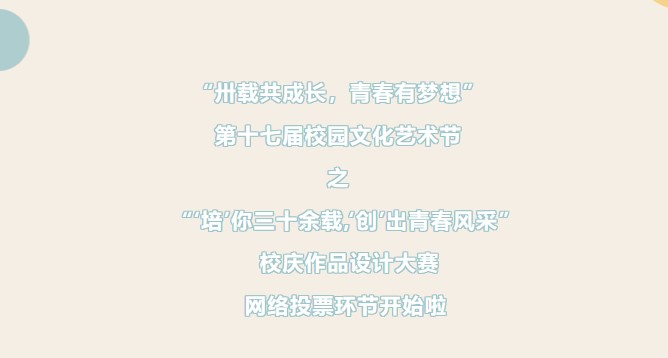 “卅载共成长，青春有梦想”
第十七届校园文化艺术节
之
“‘培’你三十余载,‘创’出青春风采”
校庆作品设计大赛
网络投票环节开始啦